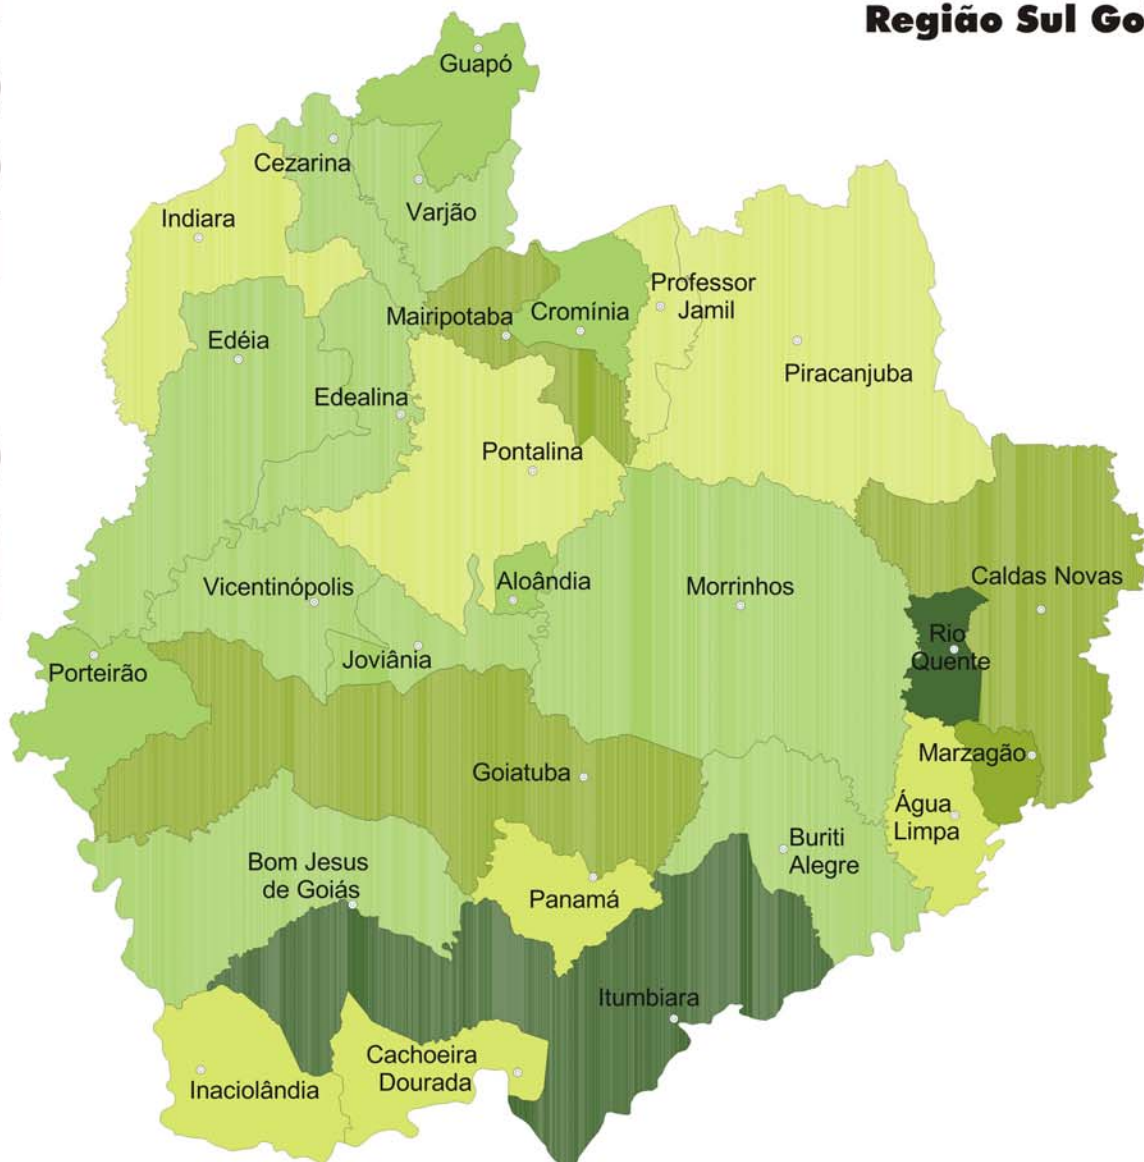 Região Sul Go
Guapó
Cezarina
Varjão
Indiara
Professor
Jamil
Mairipotaba
Cromínia
Edéia
Piracanjuba
Edealina
Pontalina
Caldas Novas
Aloândia
Morrinhos
Vicentinópolis
Rio
Quente
Joviânia
Porteirão
Marzagão
Goiatuba
Água
Limpa
Buriti
Alegre
Bom Jesus
de Goiás
Panamá
Itumbiara
Cachoeira
Dourada
Inaciolândia